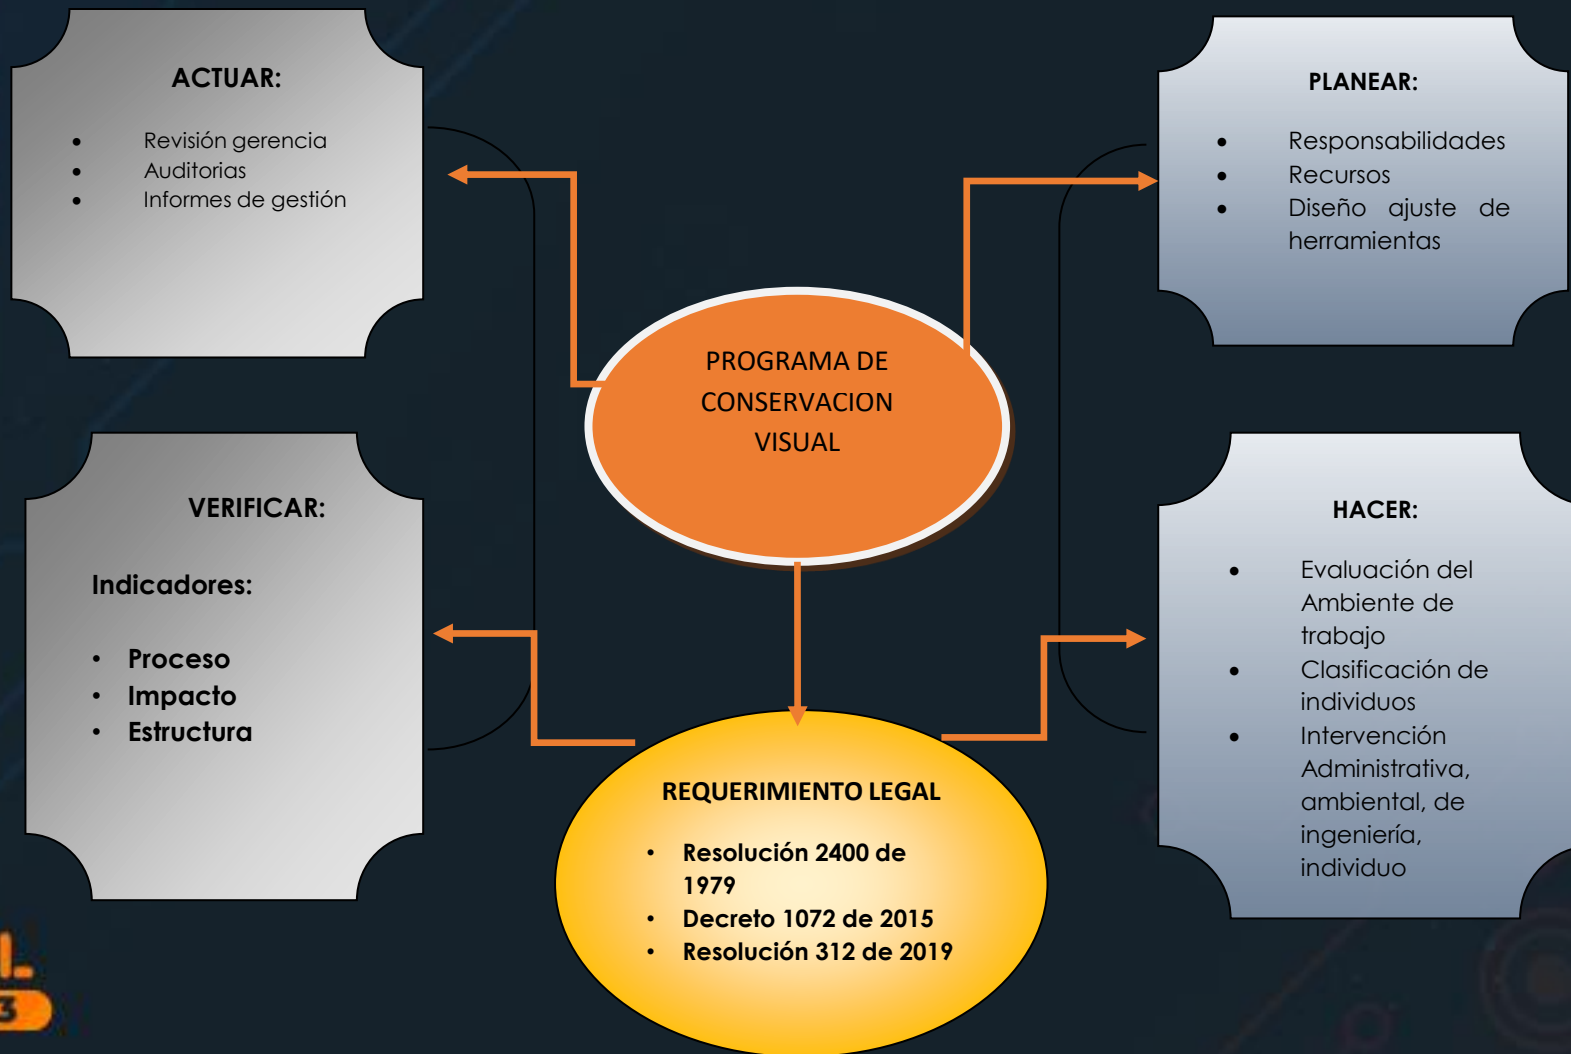 ACTUAR:
• Revisión gerencia
• Auditorias
• Informes de gestión
PLANEAR:
• Responsabilidades
• Recursos
• Diseño ajuste de
herramientas
PROGRAMA DE
CONSERVACION
VISUAL
VERIFICAR:
Indicadores:
• Proceso
• Impacto
• Estructura
HACER:
• Evaluación del
Ambiente de
trabajo
• Clasificación de
individuos
• Intervención
Administrativa,
ambiental, de
ingeniería,
individuo
REQUERIMIENTO LEGAL
• Resolución 2400 de
1979
• Decreto 1072 de 2015
• Resolución 312 de 2019